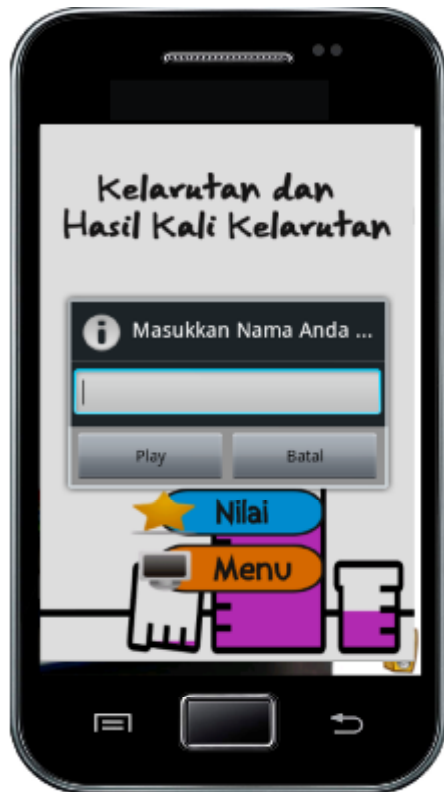 Kelarutan dan
Hasil Kali Kelarutan
Masukkan Nama Anda ...
Play Batal
Nilai
Menu